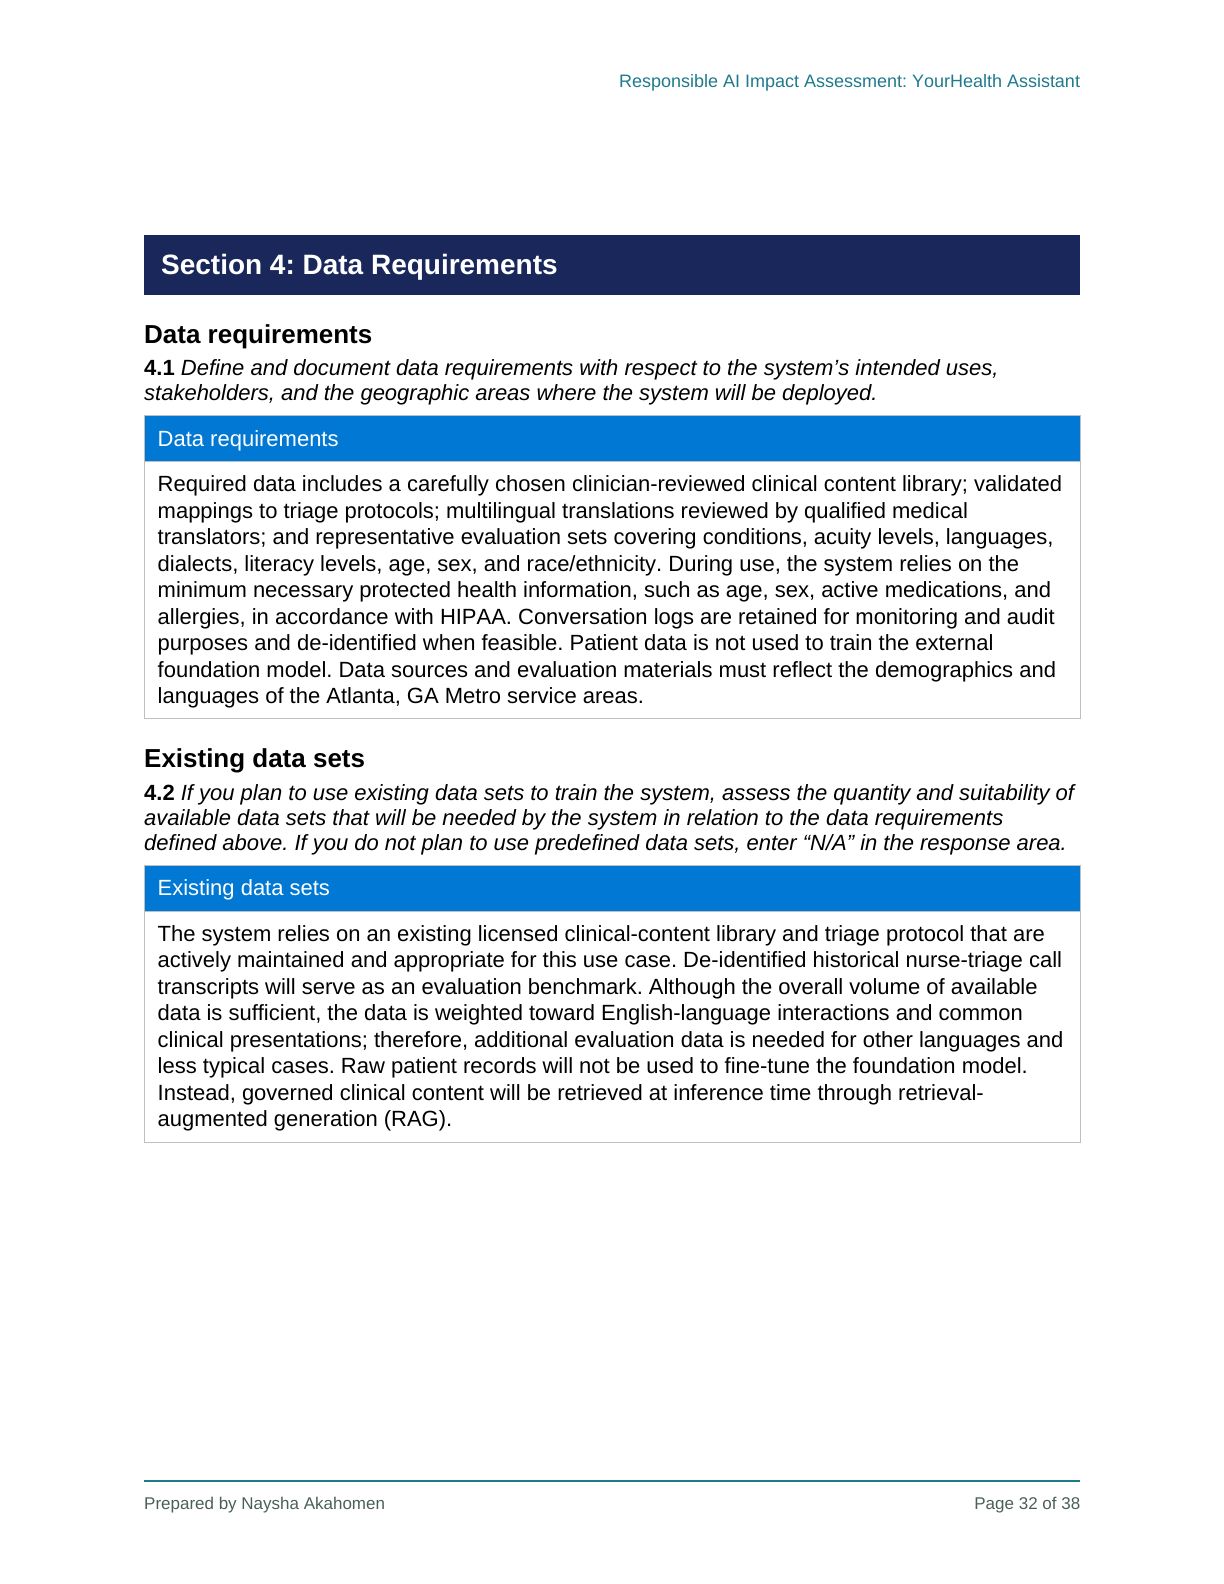 Responsible AI Impact Assessment: YourHealth Assistant
Section 4: Data Requirements
Data requirements
4.1 Define and document data requirements with respect to the system’s intended uses,
stakeholders, and the geographic areas where the system will be deployed.
Data requirements
Required data includes a carefully chosen clinician-reviewed clinical content library; validated
mappings to triage protocols; multilingual translations reviewed by qualified medical
translators; and representative evaluation sets covering conditions, acuity levels, languages,
dialects, literacy levels, age, sex, and race/ethnicity. During use, the system relies on the
minimum necessary protected health information, such as age, sex, active medications, and
allergies, in accordance with HIPAA. Conversation logs are retained for monitoring and audit
purposes and de-identified when feasible. Patient data is not used to train the external
foundation model. Data sources and evaluation materials must reflect the demographics and
languages of the Atlanta, GA Metro service areas.
Existing data sets
4.2 If you plan to use existing data sets to train the system, assess the quantity and suitability of
available data sets that will be needed by the system in relation to the data requirements
defined above. If you do not plan to use predefined data sets, enter “N/A” in the response area.
Existing data sets
The system relies on an existing licensed clinical-content library and triage protocol that are
actively maintained and appropriate for this use case. De-identified historical nurse-triage call
transcripts will serve as an evaluation benchmark. Although the overall volume of available
data is sufficient, the data is weighted toward English-language interactions and common
clinical presentations; therefore, additional evaluation data is needed for other languages and
less typical cases. Raw patient records will not be used to fine-tune the foundation model.
Instead, governed clinical content will be retrieved at inference time through retrieval-
augmented generation (RAG).
Prepared by Naysha Akahomen
Page 32 of 38